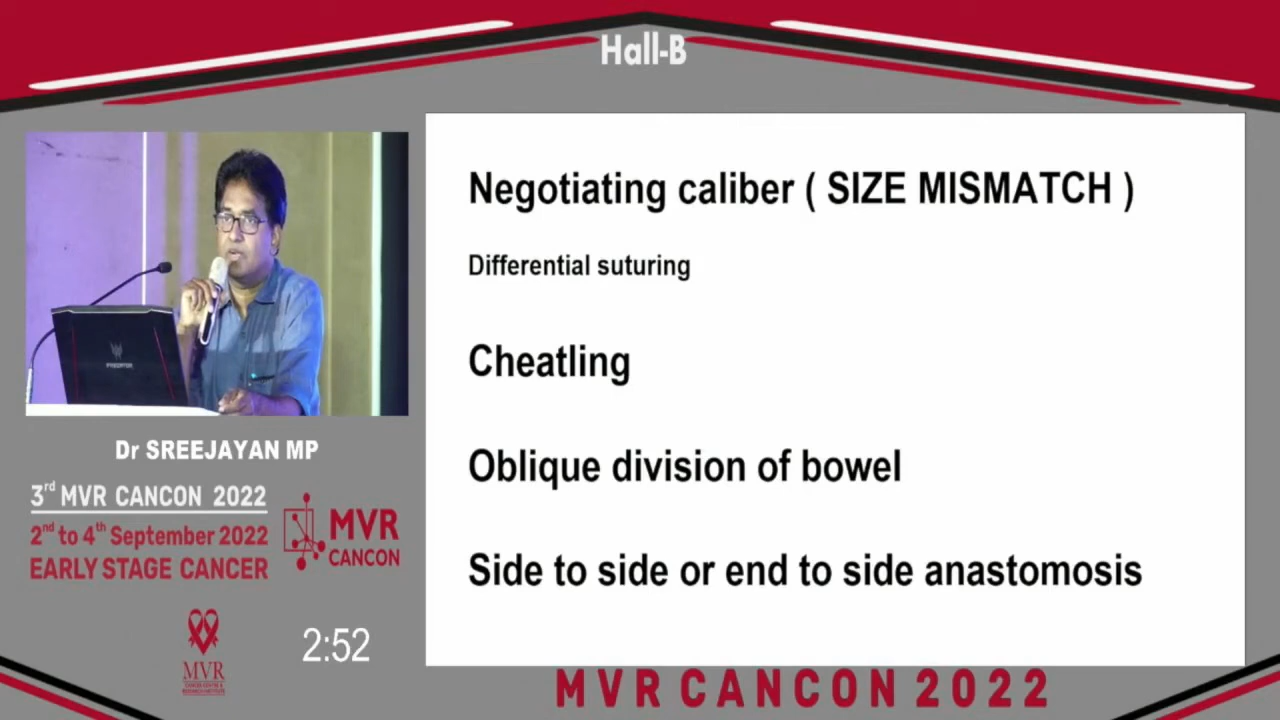 Hall-B
Negotiating caliber ( SIZE MISMATCH )
Differential suturing
Cheatling
Oblique division of bowel
Side to side or end to side anastomosis
PREDATOR
Dr SREEJAYAN MP
3rd MVR CANCON 2022
2nd to 4th September 2022
EARLY STAGE CANCER
MVR
CANCON
MVR
2:52
MVR CANCON 2022